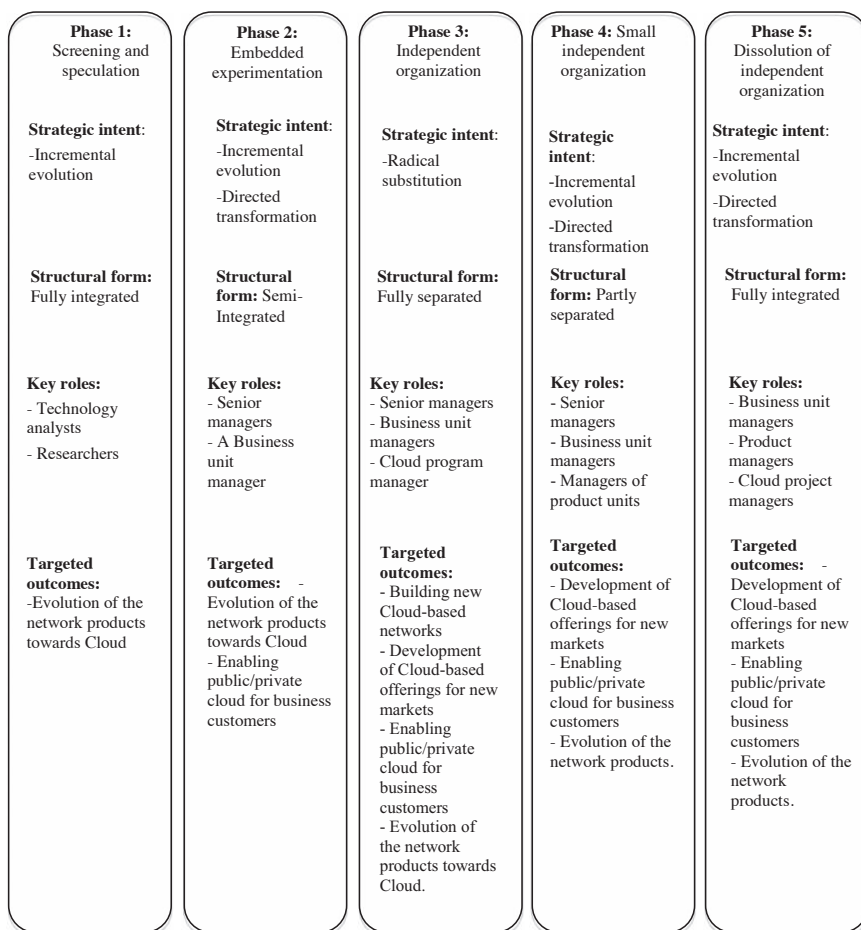 Phase 1:
Screening and
speculation
Strategic intent:
-Incremental
evolution
Structural form:
Fully integrated
Key roles:
- Technology
analysts
- Researchers
Targeted
outcomes:
-Evolution of the
network products
towards Cloud
Phase 2:
Embedded
experimentation
Strategic intent:
-Incremental
evolution
-Directed
transformation
Structural
form: Semi-
Integrated
Key roles:
- Senior
managers
- A Business
unit
manager
Targeted
outcomes: -
Evolution of the
network products
towards Cloud
- Enabling
public/private
cloud for business
customers
Phase 3:
Independent
organization
Strategic intent:
-Radical
substitution
Structural form:
Fully separated
Key roles:
- Senior managers
- Business unit
managers
- Cloud program
manager
Targeted
outcomes:
- Building new
Cloud-based
networks
- Development
of Cloud-based
offerings for new
markets
- Enabling
public/private
cloud for
business
customers
- Evolution of
the network
products towards
Cloud.
Phase 4: Small
independent
organization
Strategic
intent:
-Incremental
evolution
-Directed
transformation
Structural
form: Partly
separated
Key roles:
- Senior
managers
- Business unit
managers
- Managers of
product units
Targeted
outcomes:
- Development of
Cloud-based
offerings for new
markets
- Enabling
public/private
cloud for business
customers
- Evolution of the
network products.
Phase 5:
Dissolution of
independent
organization
Strategic intent:
-Incremental
evolution
-Directed
transformation
Structural form:
Fully integrated
Key roles:
- Business unit
managers
- Product
managers
- Cloud project
managers
Targeted
outcomes: -
Development of
Cloud-based
offerings for new
markets
- Enabling
public/private
cloud for
business
customers
- Evolution of the
network
products.